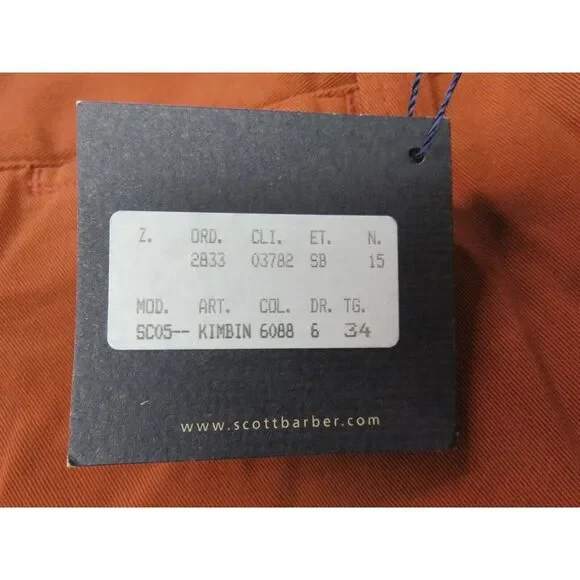 Z. ORD. CLI. ET. N.
2833 03782 SB 15
MOD. ART. COL. DR. TG.
SC05-- KIMBIN 6088 6 34
www.scottbarber.com